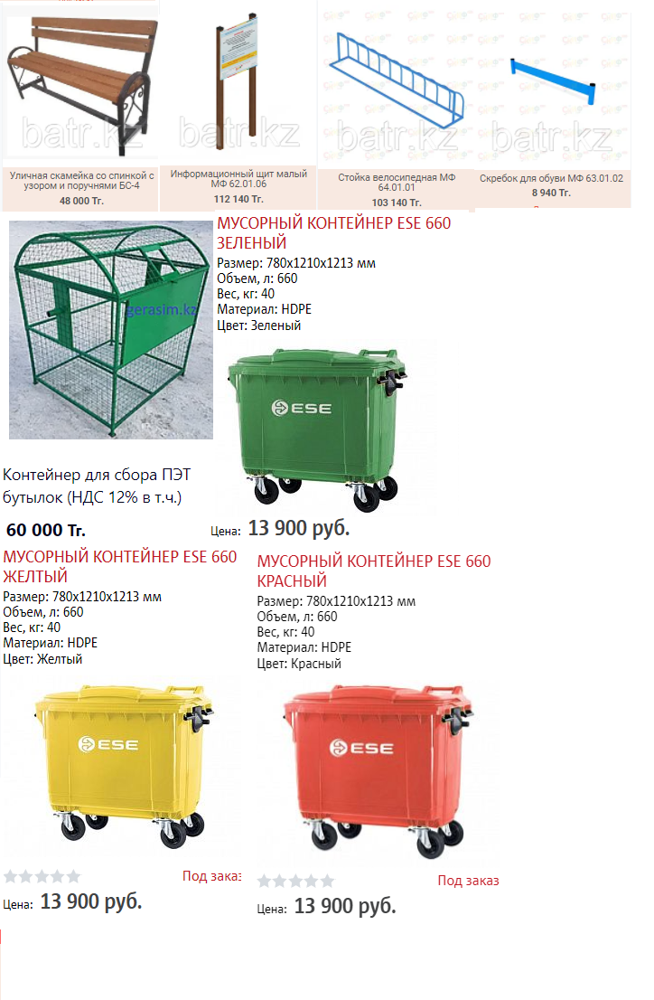 batr.kz
batr.kz
batr.kz
batr.kz
Уличная скамейка со спинкой с
узором и поручнями БС-4
48 000 Тг.
Информационный щит малый
МФ 62.01.06
112 140 Тг.
Стойка велосипедная МФ
64.01.01
103 140 Тг.
Скребок для обуви МФ 63.01.02
8 940 Тг.
gerasim.kz
Контейнер для сбора ПЭТ
бутылок (НДС 12% в т.ч.)
60 000 Тг.
МУСОРНЫЙ КОНТЕЙНЕР ESE 660
ЗЕЛЕНЫЙ
Размер: 780х1210х1213 мм
Объем, л: 660
Вес, кг: 40
Материал: HDPE
Цвет: Зеленый
ESE
Цена: 13 900 руб.
МУСОРНЫЙ КОНТЕЙНЕР ESE 660
ЖЕЛТЫЙ
Размер: 780х1210х1213 мм
Объем, л: 660
Вес, кг: 40
Материал: HDPE
Цвет: Желтый
ESE
Под заказ
Цена: 13 900 руб.
МУСОРНЫЙ КОНТЕЙНЕР ESE 660
КРАСНЫЙ
Размер: 780х1210х1213 мм
Объем, л: 660
Вес, кг: 40
Материал: HDPE
Цвет: Красный
ESE
Под заказ
Цена: 13 900 руб.